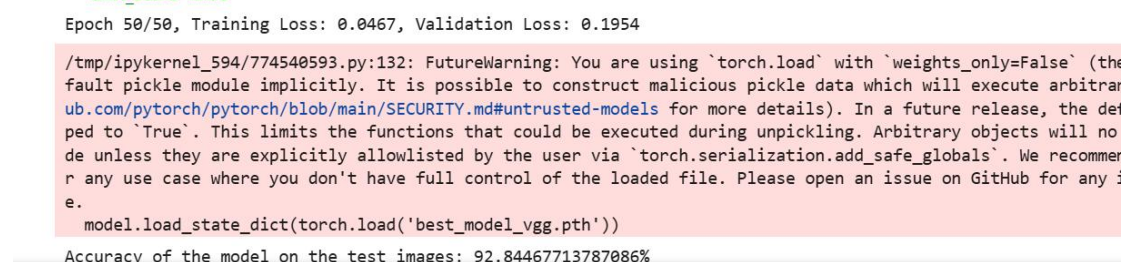 Epoch 50/50, Training Loss: 0.0467, Validation Loss: 0.1954
/tmp/ipykernel_594/774540593.py:132: FutureWarning: You are using `torch.load` with `weights_only=False` (the
fault pickle module implicitly. It is possible to construct malicious pickle data which will execute arbitrar
ub.com/pytorch/pytorch/blob/main/SECURITY.md#untrusted-models for more details). In a future release, the def
ped to `True`. This limits the functions that could be executed during unpickling. Arbitrary objects will no
de unless they are explicitly allowlisted by the user via `torch.serialization.add_safe_globals`. We recommen
r any use case where you don't have full control of the loaded file. Please open an issue on GitHub for any i
e.
model.load_state_dict(torch.load('best_model_vgg.pth'))
Accuracy of the model on the test images: 92.84467713787086%